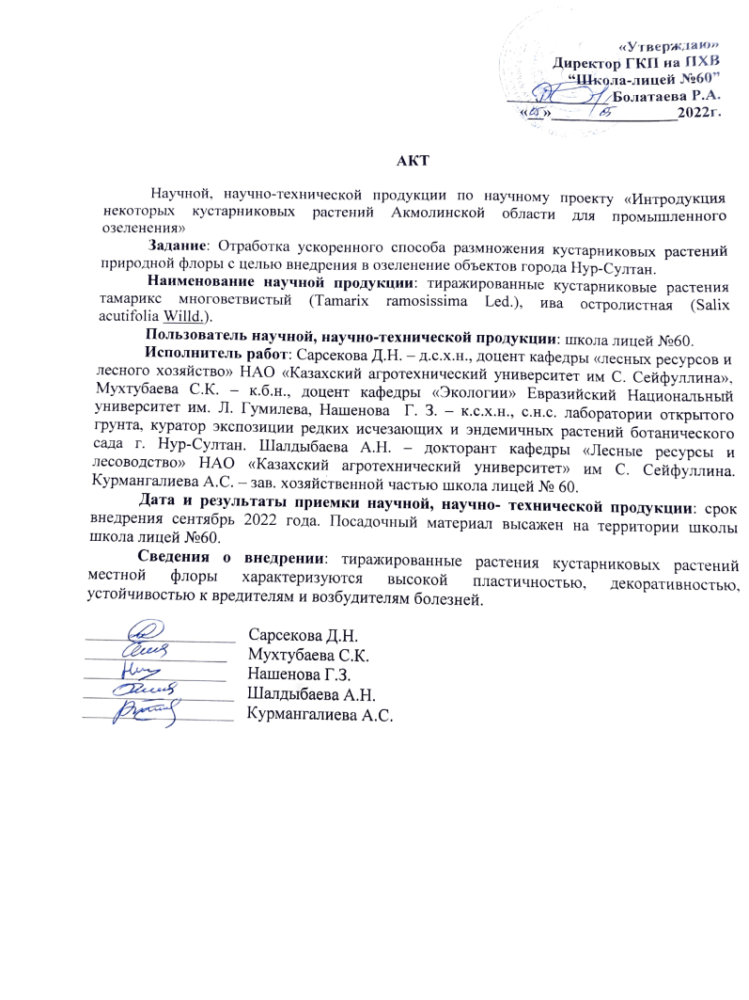 «Утверждаю»
Директор ГКП на ПХВ
“Школа-лицей №60”
Болатаева Р.А.
«05» 05 2022г.
АКТ
Научной, научно-технической продукции по научному проекту «Интродукция
некоторых кустарниковых растений Акмолинской области для промышленного
озеленения»
Задание: Отработка ускоренного способа размножения кустарниковых растений
природной флоры с целью внедрения в озеленение объектов города Нур-Султан.
Наименование научной продукции: тиражированные кустарниковые растения
тамарикс многоветвистый (Tamarix ramosissima Led.), ива остролистная (Salix
acutifolia Willd.).
Пользователь научной, научно-технической продукции: школа лицей №60.
Исполнитель работ: Сарсекова Д.Н. – д.с.х.н., доцент кафедры «лесных ресурсов и
лесного хозяйство» НАО «Казахский агротехнический университет им С. Сейфуллина»,
Мухтубаева С.К. – к.б.н., доцент кафедры «Экологии» Евразийский Национальный
университет им. Л. Гумилева, Нашенова Г. З. – к.с.х.н., с.н.с. лаборатории открытого
грунта, куратор экспозиции редких исчезающих и эндемичных растений ботанического
сада г. Нур-Султан. Шалдыбаева А.Н. – докторант кафедры «Лесные ресурсы и
лесоводство» НАО «Казахский агротехнический университет» им С. Сейфуллина.
Курмангалиева А.С. – зав. хозяйственной частью школа лицей № 60.
Дата и результаты приемки научной, научно- технической продукции: срок
внедрения сентябрь 2022 года. Посадочный материал высажен на территории школы
школа лицей №60.
Сведения о внедрении: тиражированные растения кустарниковых растений
местной флоры характеризуются высокой пластичностью, декоративностью,
устойчивостью к вредителям и возбудителям болезней.
Сарсекова Д.Н.
Мухтубаева С.К.
Нашенова Г.З.
Шалдыбаева А.Н.
Курмангалиева А.С.